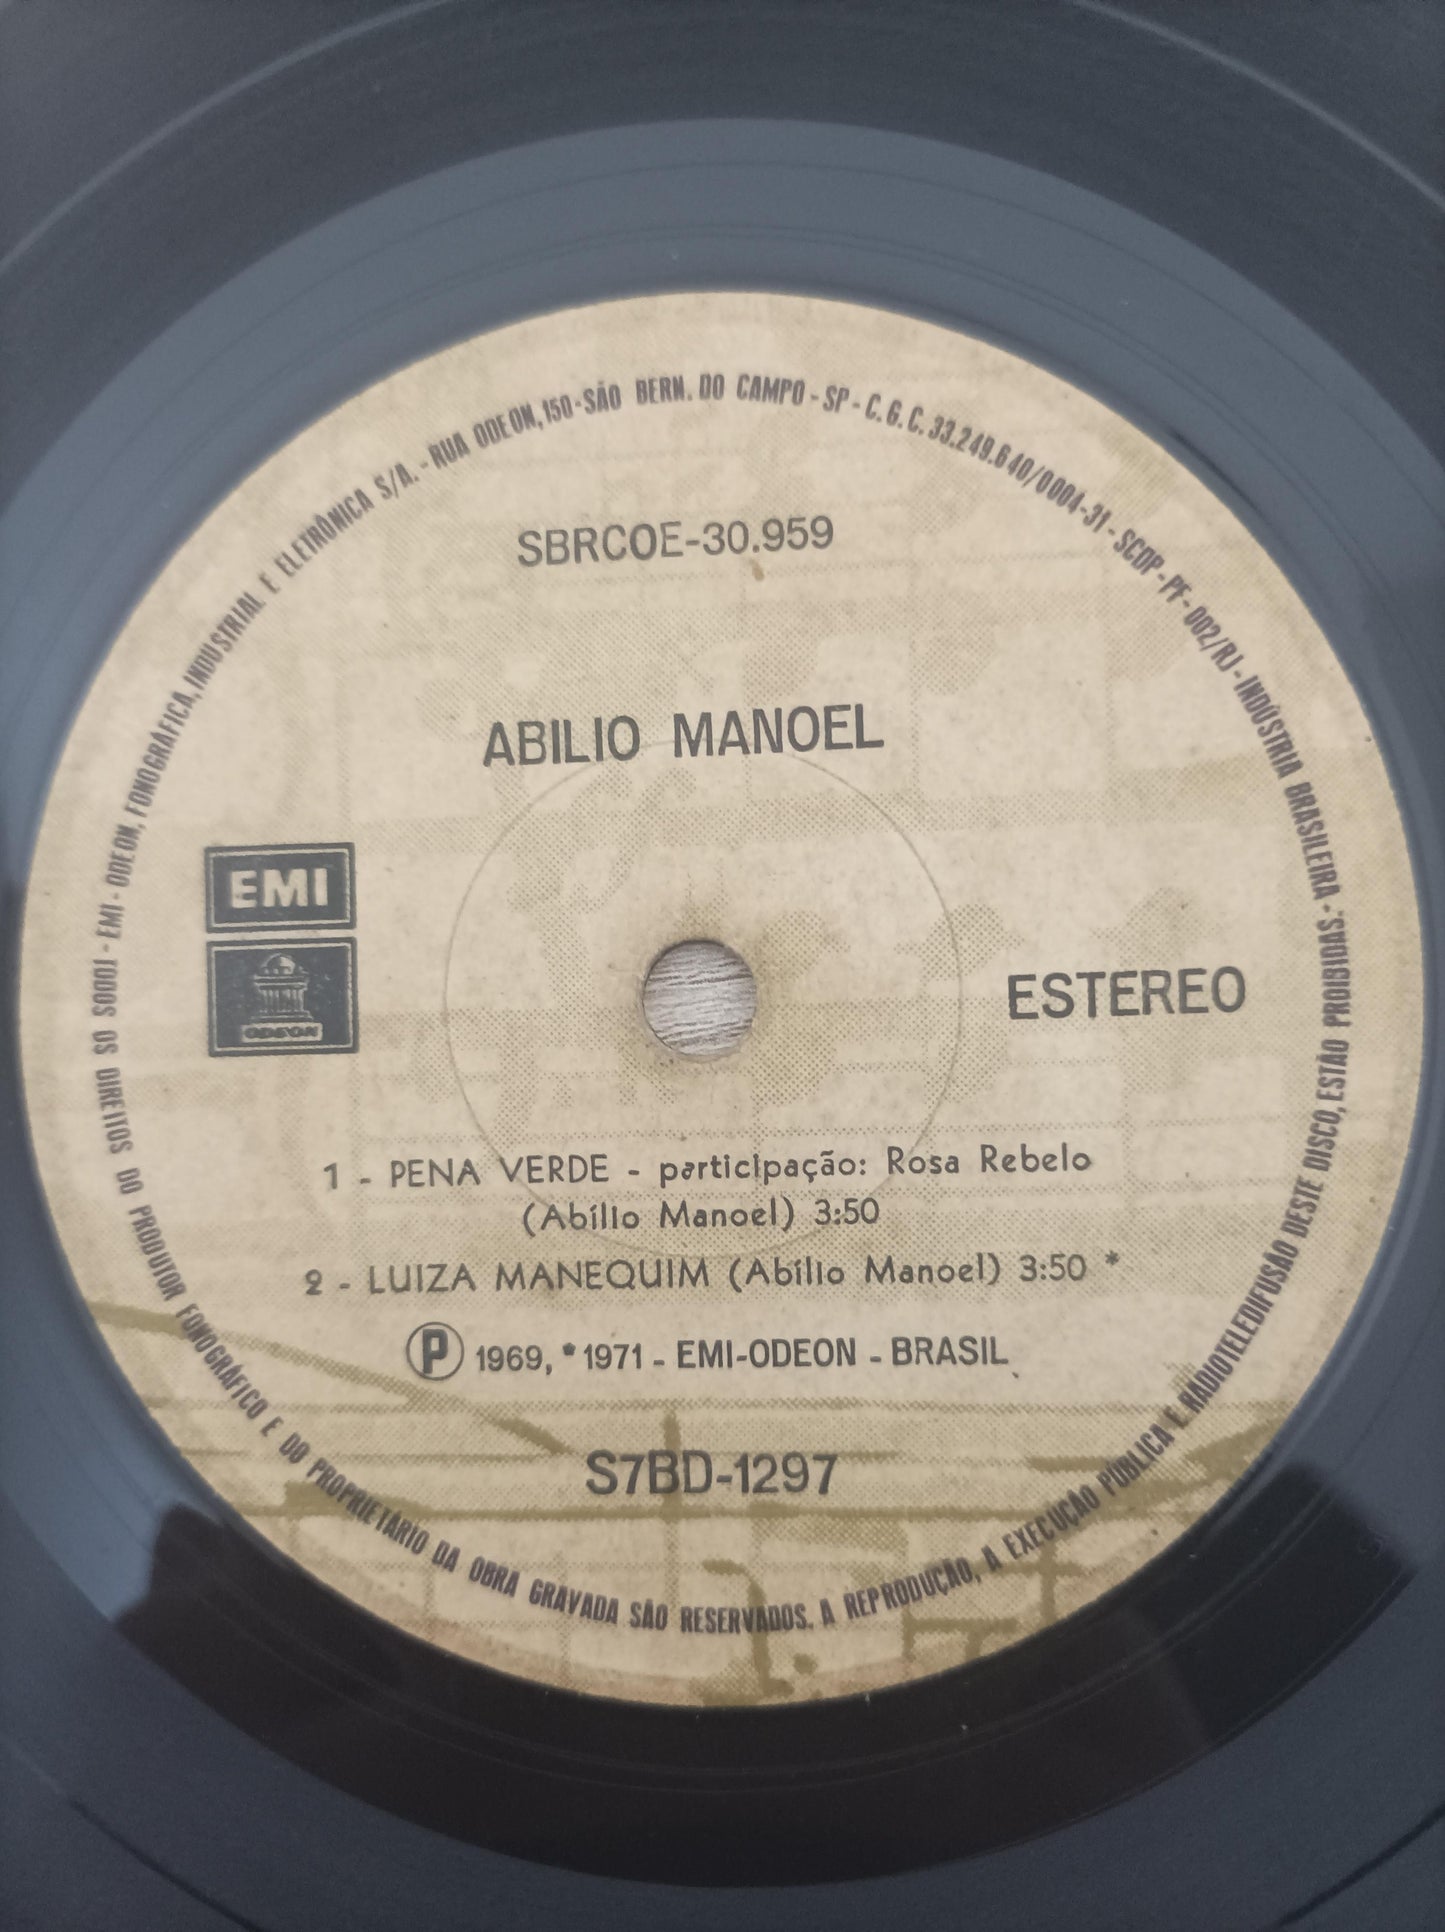 TODOS OS DIREITOS DO PRODUTOR FONOGRÁFICO E DO PROPRIETÁRIO DA OBRA GRAVADA SÃO RESERVADOS. A REPRODUÇÃO, A EXECUÇÃO PÚBLICA E RADIOTELEDIFUSÃO DESTE DISCO, ESTÃO PROIBIDAS. - EMI - ODEON, FONOGRÁFICA, INDUSTRIAL E ELETRÔNICA S/A. - RUA ODEON, 150 - SÃO BERN. DO CAMPO - SP - C.G.C. 33.249.640/0004-31 - SCDP - PF - 002/RJ - INDÚSTRIA BRASILEIRA -
SBRCOE-30.959
ABILIO MANOEL
EMI
ODEON
ESTEREO
1 - PENA VERDE - participação: Rosa Rebelo
(Abílio Manoel) 3:50
2 - LUIZA MANEQUIM (Abílio Manoel) 3:50 *
Ⓟ 1969, *1971 - EMI-ODEON - BRASIL
S7BD-1297